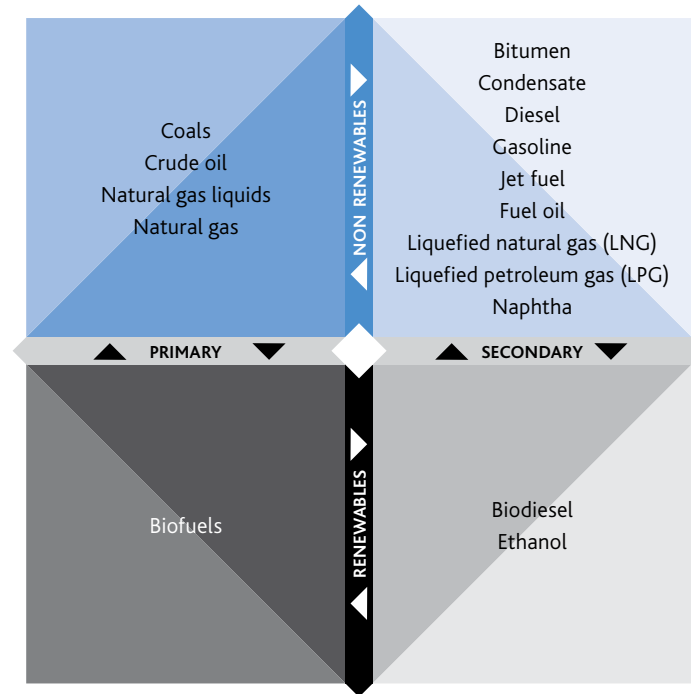 Coals
Crude oil
Natural gas liquids
Natural gas
NON RENEWABLES
Bitumen
Condensate
Diesel
Gasoline
Jet fuel
Fuel oil
Liquefied natural gas (LNG)
Liquefied petroleum gas (LPG)
Naphtha
PRIMARY
SECONDARY
Biofuels
RENEWABLES
Biodiesel
Ethanol